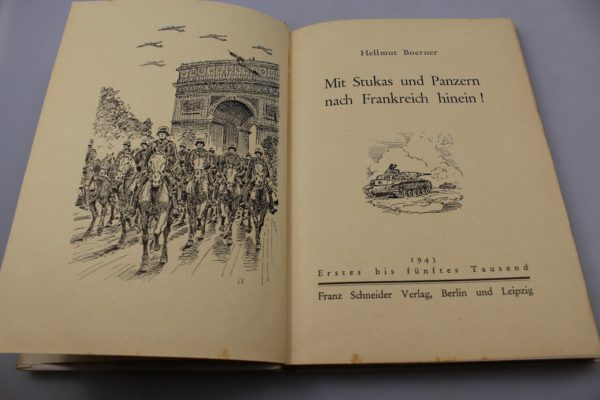 Hellmut Boerner
Mit Stukas und Panzern
nach Frankreich hinein!
1943
Erstes bis fünftes Tausend
Franz Schneider Verlag, Berlin und Leipzig